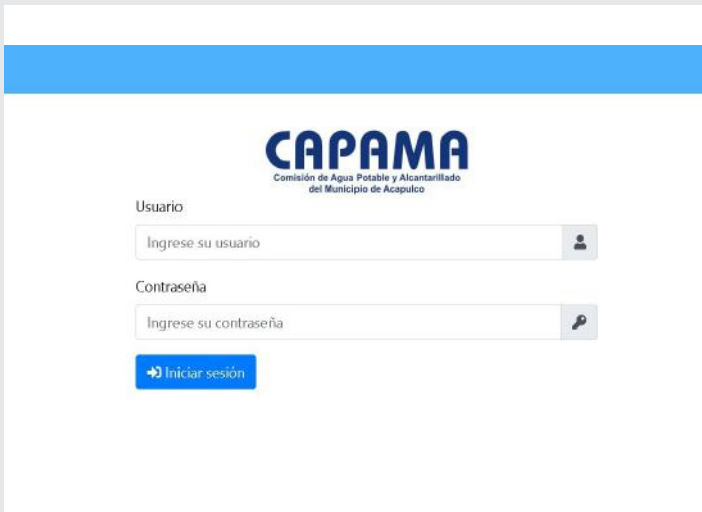 CAPAMA
Comisión de Agua Potable y Alcantarillado
del Municipio de Acapulco
Usuario
Ingrese su usuario
Contraseña
Ingrese su contraseña
Iniciar sesión